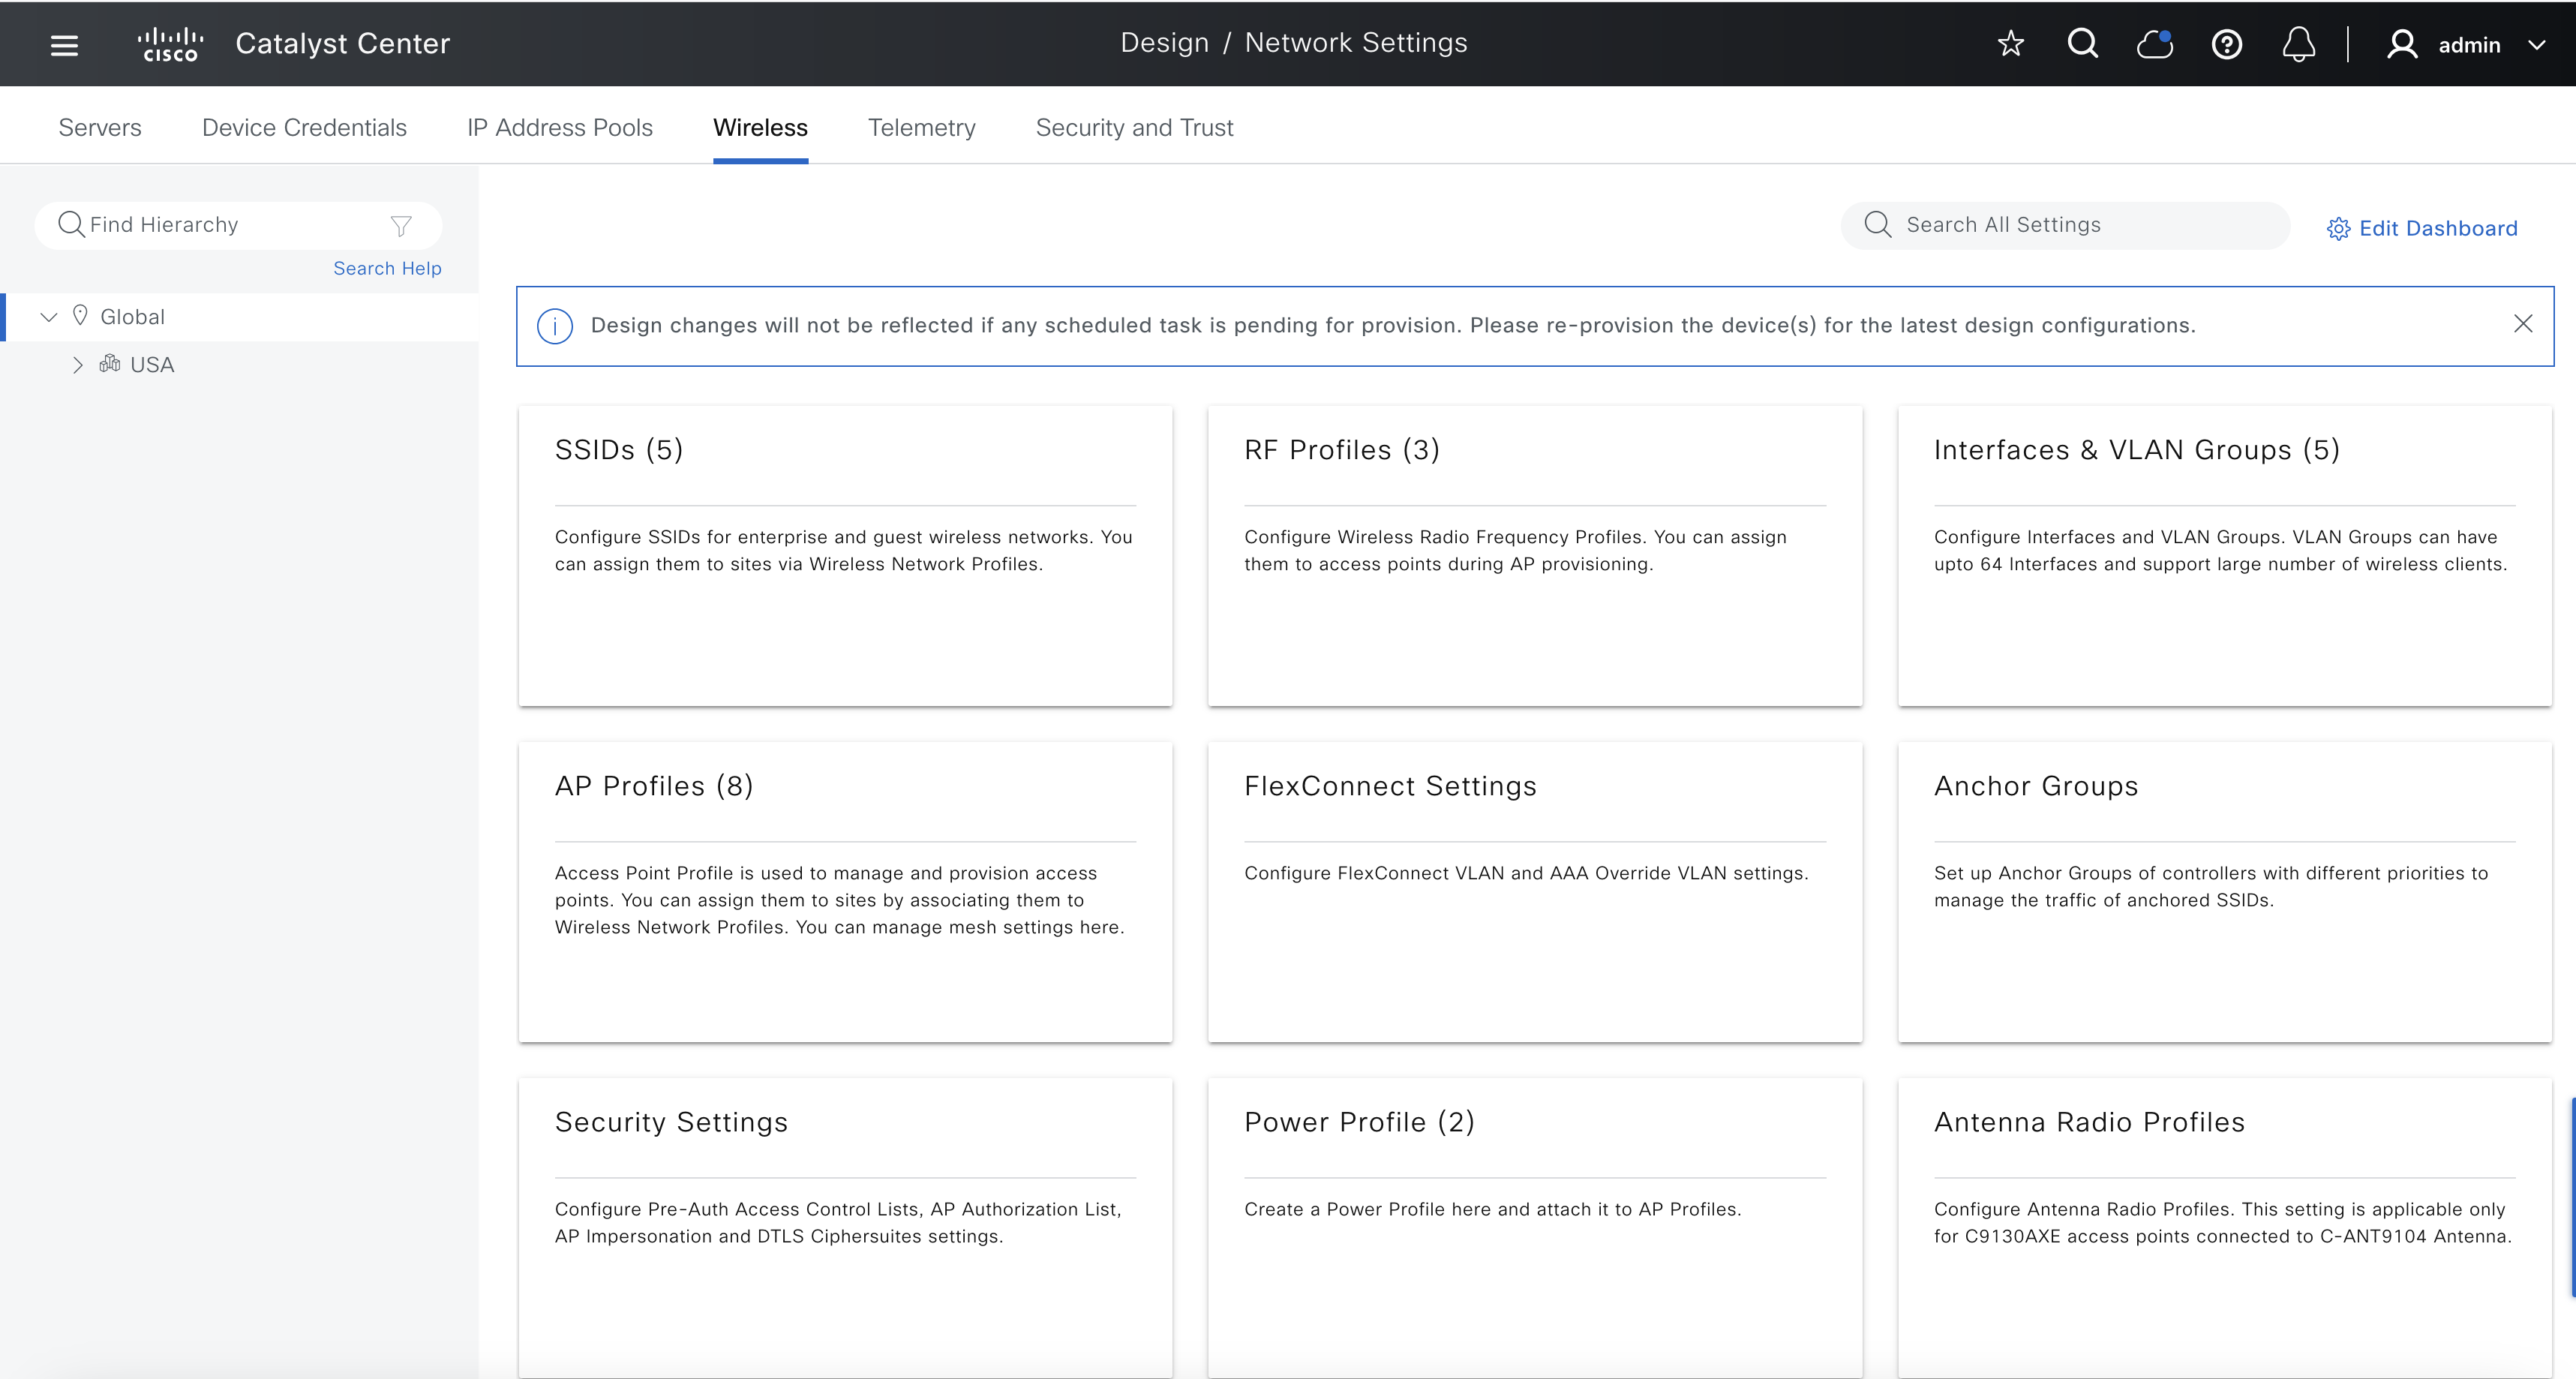 CISCO Catalyst Center
Design / Network Settings
admin
Servers
Device Credentials
IP Address Pools
Wireless
Telemetry
Security and Trust
Find Hierarchy
Search Help
Global
USA
Search All Settings
Edit Dashboard
Design changes will not be reflected if any scheduled task is pending for provision. Please re-provision the device(s) for the latest design configurations.
SSIDs (5)
Configure SSIDs for enterprise and guest wireless networks. You
can assign them to sites via Wireless Network Profiles.
RF Profiles (3)
Configure Wireless Radio Frequency Profiles. You can assign
them to access points during AP provisioning.
Interfaces & VLAN Groups (5)
Configure Interfaces and VLAN Groups. VLAN Groups can have
upto 64 Interfaces and support large number of wireless clients.
AP Profiles (8)
Access Point Profile is used to manage and provision access
points. You can assign them to sites by associating them to
Wireless Network Profiles. You can manage mesh settings here.
FlexConnect Settings
Configure FlexConnect VLAN and AAA Override VLAN settings.
Anchor Groups
Set up Anchor Groups of controllers with different priorities to
manage the traffic of anchored SSIDs.
Security Settings
Configure Pre-Auth Access Control Lists, AP Authorization List,
AP Impersonation and DTLS Ciphersuites settings.
Power Profile (2)
Create a Power Profile here and attach it to AP Profiles.
Antenna Radio Profiles
Configure Antenna Radio Profiles. This setting is applicable only
for C9130AXE access points connected to C-ANT9104 Antenna.